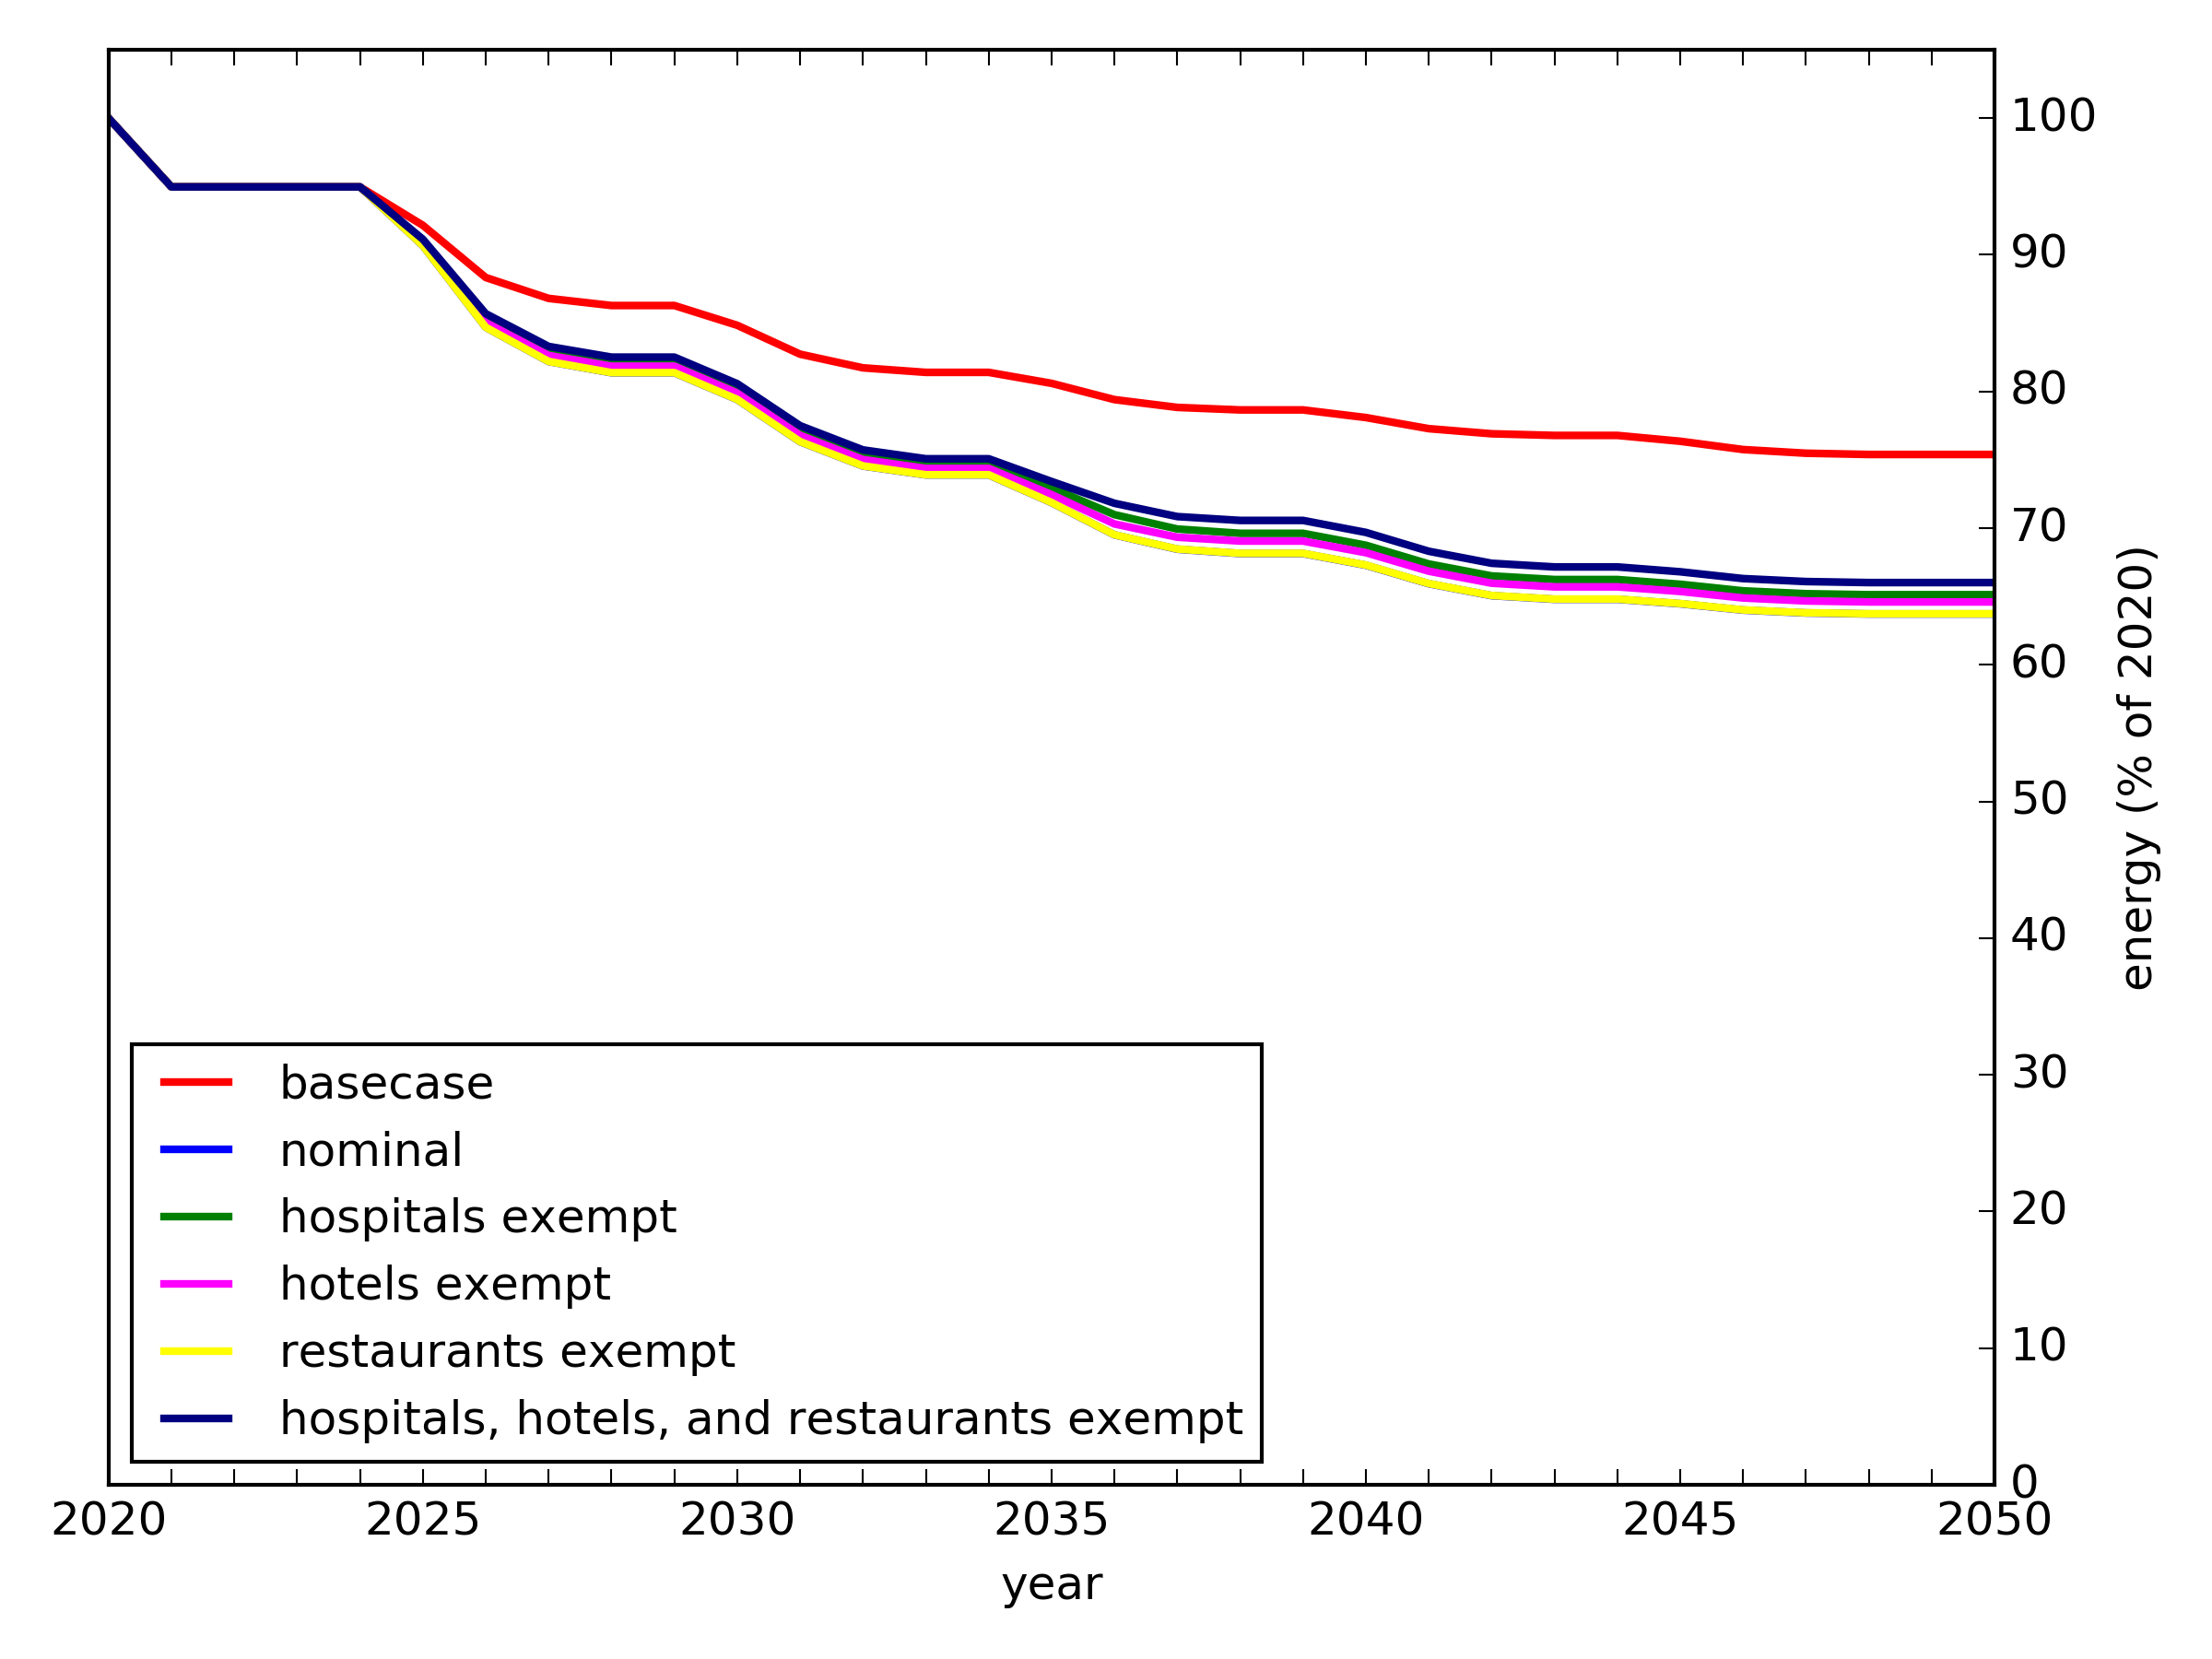 100
90
80
70
60
50
40
30
20
10
0
energy (% of 2020)
basecase
nominal
hospitals exempt
hotels exempt
restaurants exempt
hospitals, hotels, and restaurants exempt
2020 2025 2030 2035 2040 2045 2050
year